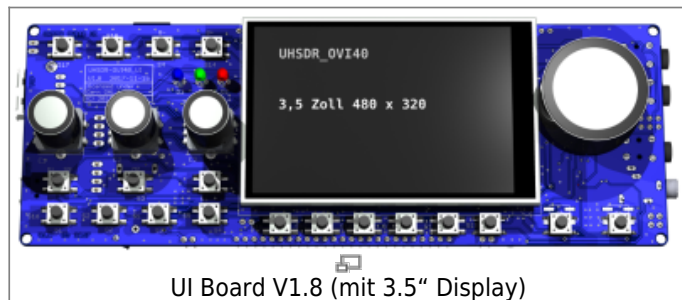 UHSDR_OVI40
3,5 Zoll 480 x 320
UI Board V1.8 (mit 3.5“ Display)